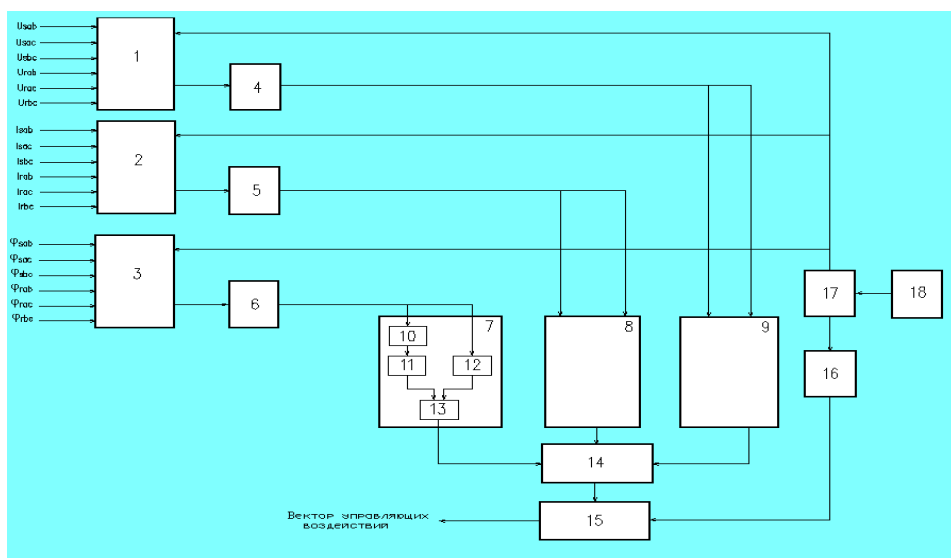 Usab
Usac
Usbc
Urab
Urac
Urbc
1
4
Isab
Isac
Isbc
Irab
Irac
Irbc
2
5
φsab
φsac
φsbc
φrab
φrac
φrbc
3
6
17
18
7
8
9
10
11
12
13
16
14
15
Вектор управляющих
воздействий